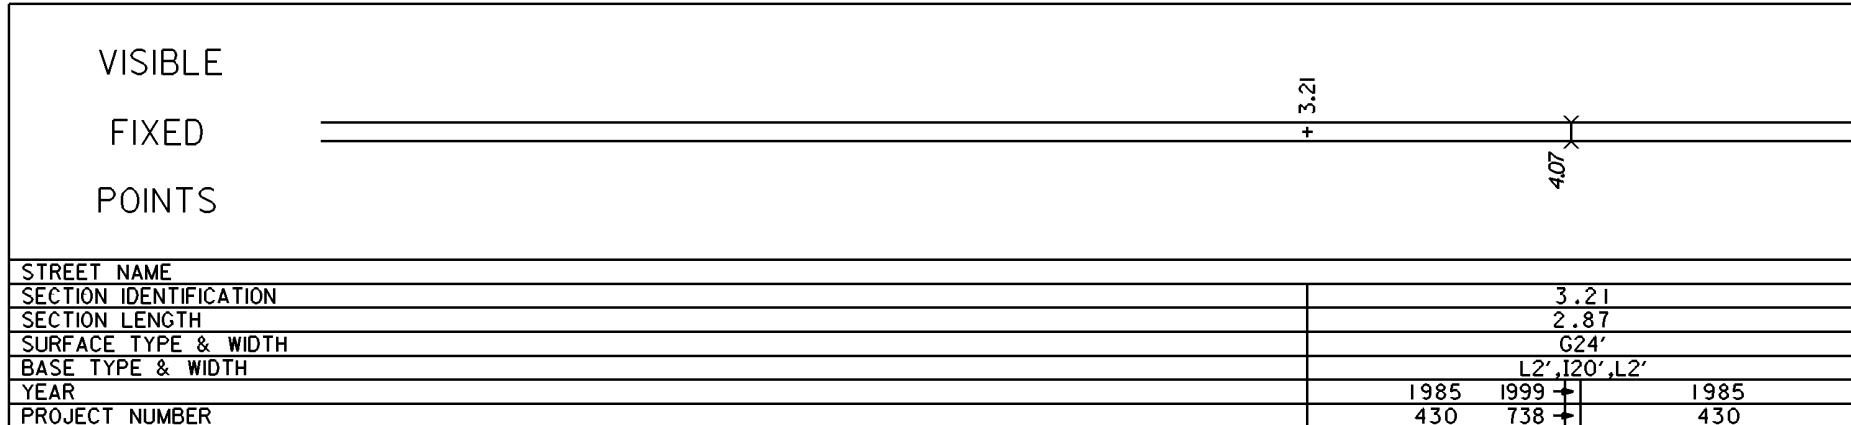 VISIBLE
FIXED
POINTS
3.21
4.07
STREET NAME
SECTION IDENTIFICATION 3.21
SECTION LENGTH 2.87
SURFACE TYPE & WIDTH G24'
BASE TYPE & WIDTH L2',I20',L2'
YEAR 1985 1999 1985
PROJECT NUMBER 430 738 430